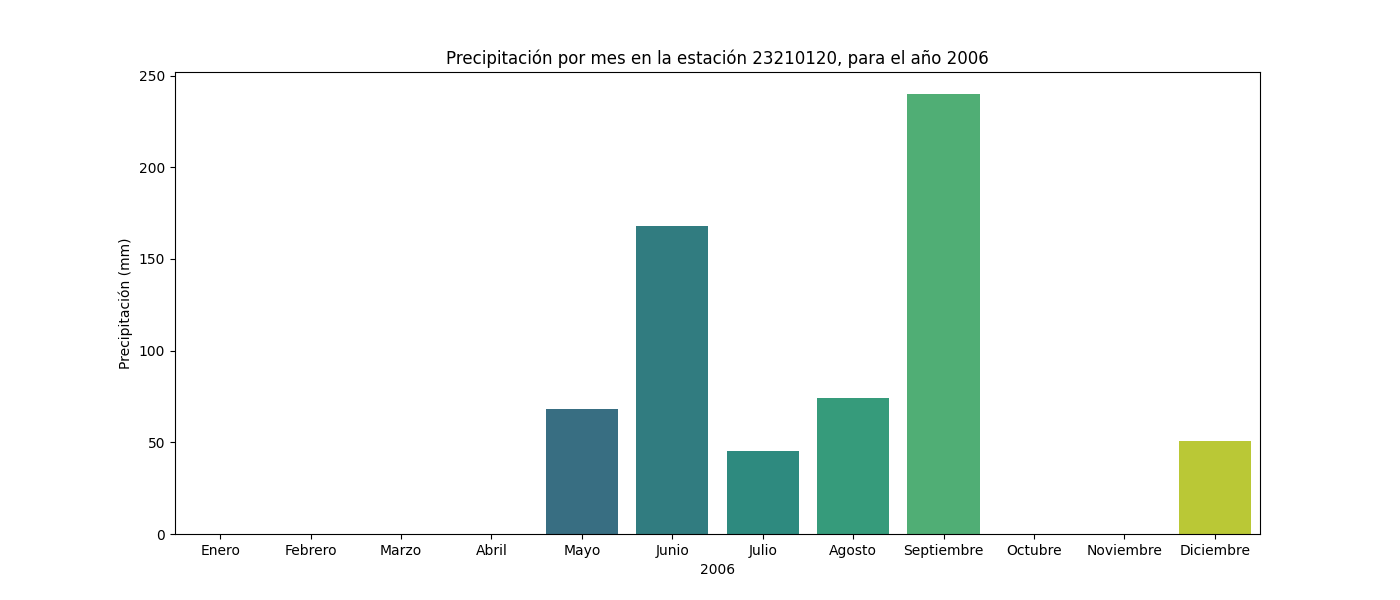 Precipitación por mes en la estación 23210120, para el año 2006
Precipitación (mm)
250
200
150
100
50
0
Enero Febrero Marzo Abril Mayo Junio Julio Agosto Septiembre Octubre Noviembre Diciembre
2006